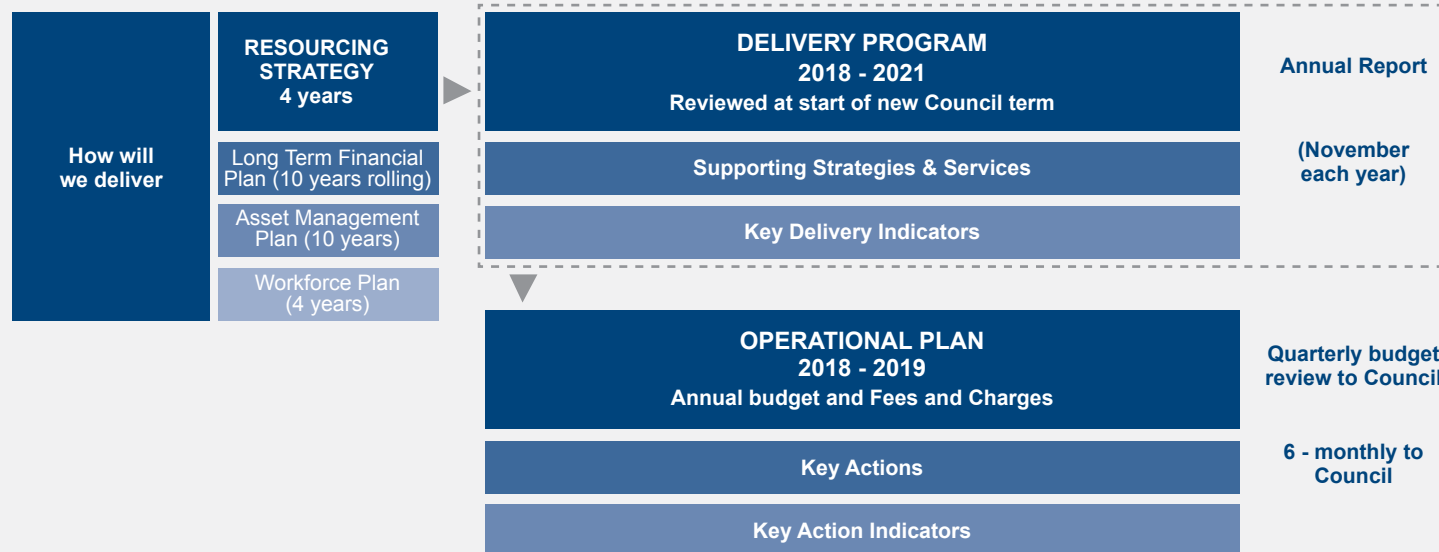 How will
we deliver
RESOURCING
STRATEGY
4 years
Long Term Financial
Plan (10 years rolling)
Asset Management
Plan (10 years)
Workforce Plan
(4 years)
DELIVERY PROGRAM
2018 - 2021
Reviewed at start of new Council term
Supporting Strategies & Services
Key Delivery Indicators
Annual Report
(November
each year)
OPERATIONAL PLAN
2018 - 2019
Annual budget and Fees and Charges
Key Actions
Key Action Indicators
Quarterly budget
review to Council
6 - monthly to
Council